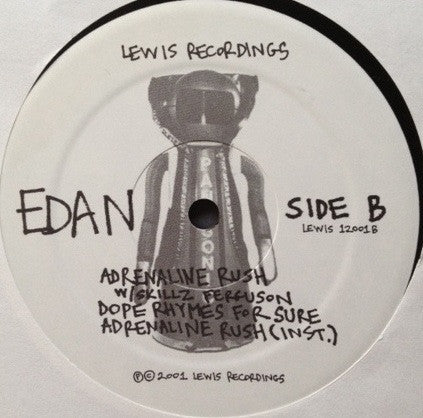 LEWIS RECORDINGS
EDAN
SIDE B
LEWIS 12001B
ADRENALINE RUSH
W/SKILLZ FERGUSON
DOPE RHYMES FOR SURE
ADRENALINE RUSH (INST.)
℗©2001 LEWIS RECORDINGS